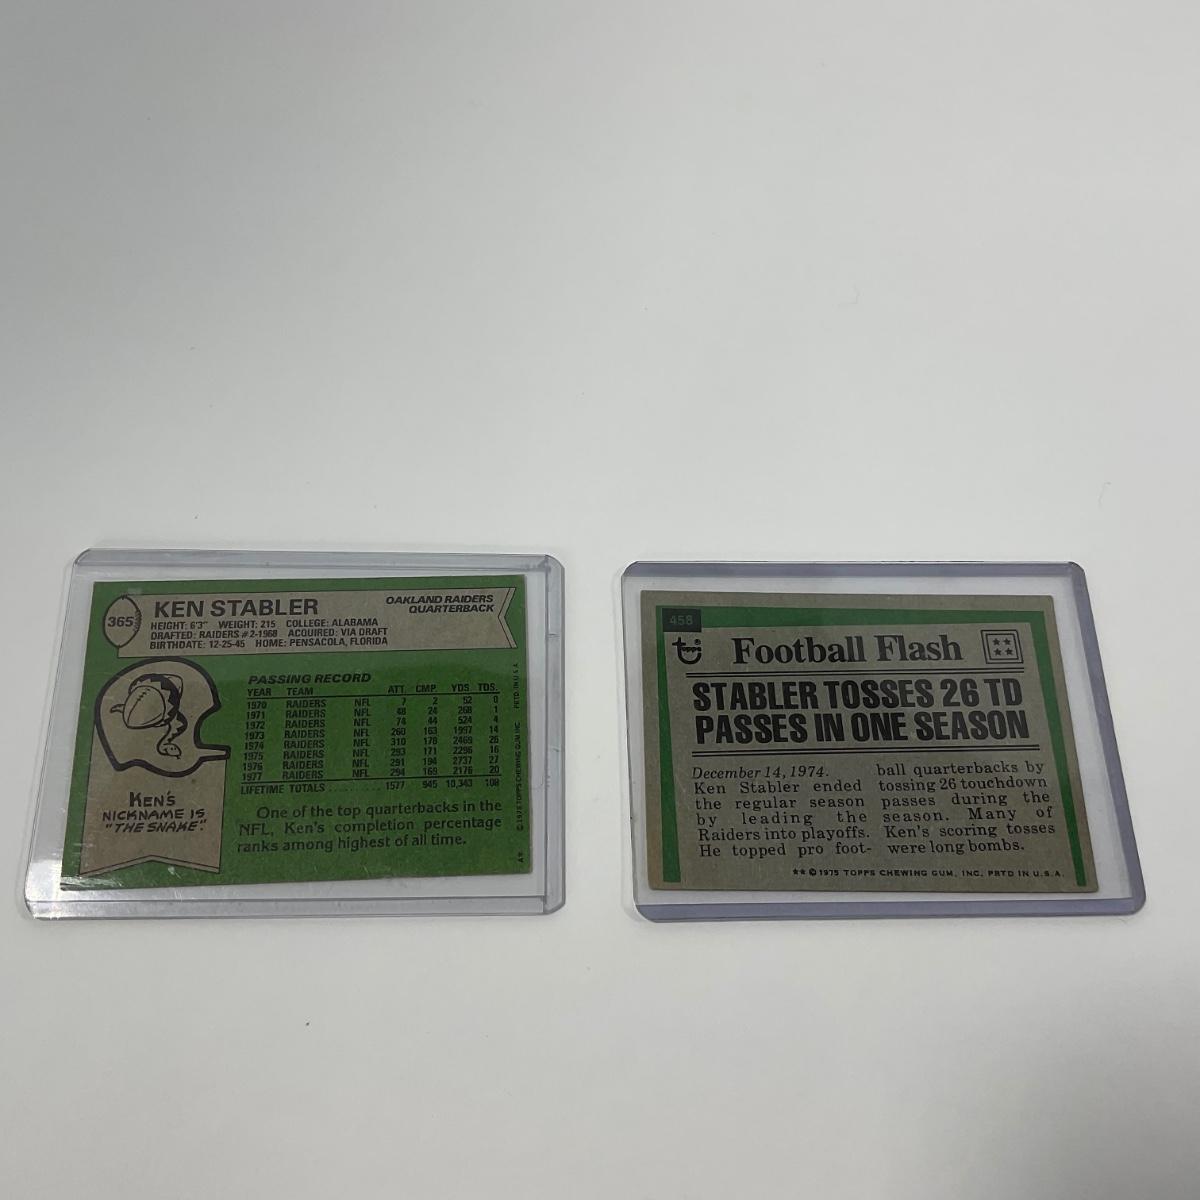 365
KEN STABLER
OAKLAND RAIDERS
QUARTERBACK
HEIGHT: 6'3" WEIGHT: 215 COLLEGE: ALABAMA
DRAFTED: RAIDERS #2-1968 ACQUIRED: VIA DRAFT
BIRTHDATE: 12-25-45 HOME: PENSACOLA, FLORIDA
PASSING RECORD
YEAR TEAM ATT. CMP. YDS TDS.
1970 RAIDERS NFL 7 2 52 0
1971 RAIDERS NFL 48 24 268 1
1972 RAIDERS NFL 74 44 524 4
1973 RAIDERS NFL 260 163 1997 14
1974 RAIDERS NFL 310 178 2469 26
1975 RAIDERS NFL 293 171 2296 16
1976 RAIDERS NFL 291 194 2737 27
1977 RAIDERS NFL 294 169 2176 20
LIFETIME TOTALS .......... 1577 945 10,343 108
One of the top quarterbacks in the
NFL, Ken's completion percentage
ranks among highest of all time.
KEN'S
NICKNAME IS
"THE SNAKE."
© 1978 TOPPS CHEWING GUM INC. PRTD. IN U.S.A.
458
Topps®
Football Flash
STABLER TOSSES 26 TD
PASSES IN ONE SEASON
December 14, 1974.
Ken Stabler ended
the regular season
by leading the
Raiders into playoffs.
He topped pro foot-
ball quarterbacks by
tossing 26 touchdown
passes during the
season. Many of
Ken's scoring tosses
were long bombs.
** © 1975 TOPPS CHEWING GUM, INC. PRTD IN U.S.A.